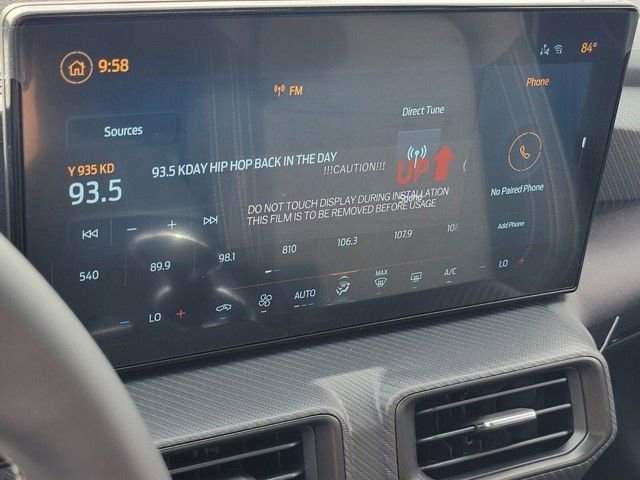 9:58
84°
FM
Phone
Direct Tune
Sources
Y 935 KD
93.5
93.5 KDAY HIP HOP BACK IN THE DAY
!!!CAUTION!!!
UP
DO NOT TOUCH DISPLAY DURING INSTALLATION
THIS FILM IS TO BE REMOVED BEFORE USAGE
No Paired Phone
Add Phone
540
89.9
98.1
810
106.3
107.9
LO
AUTO
MAX
A/C
LO